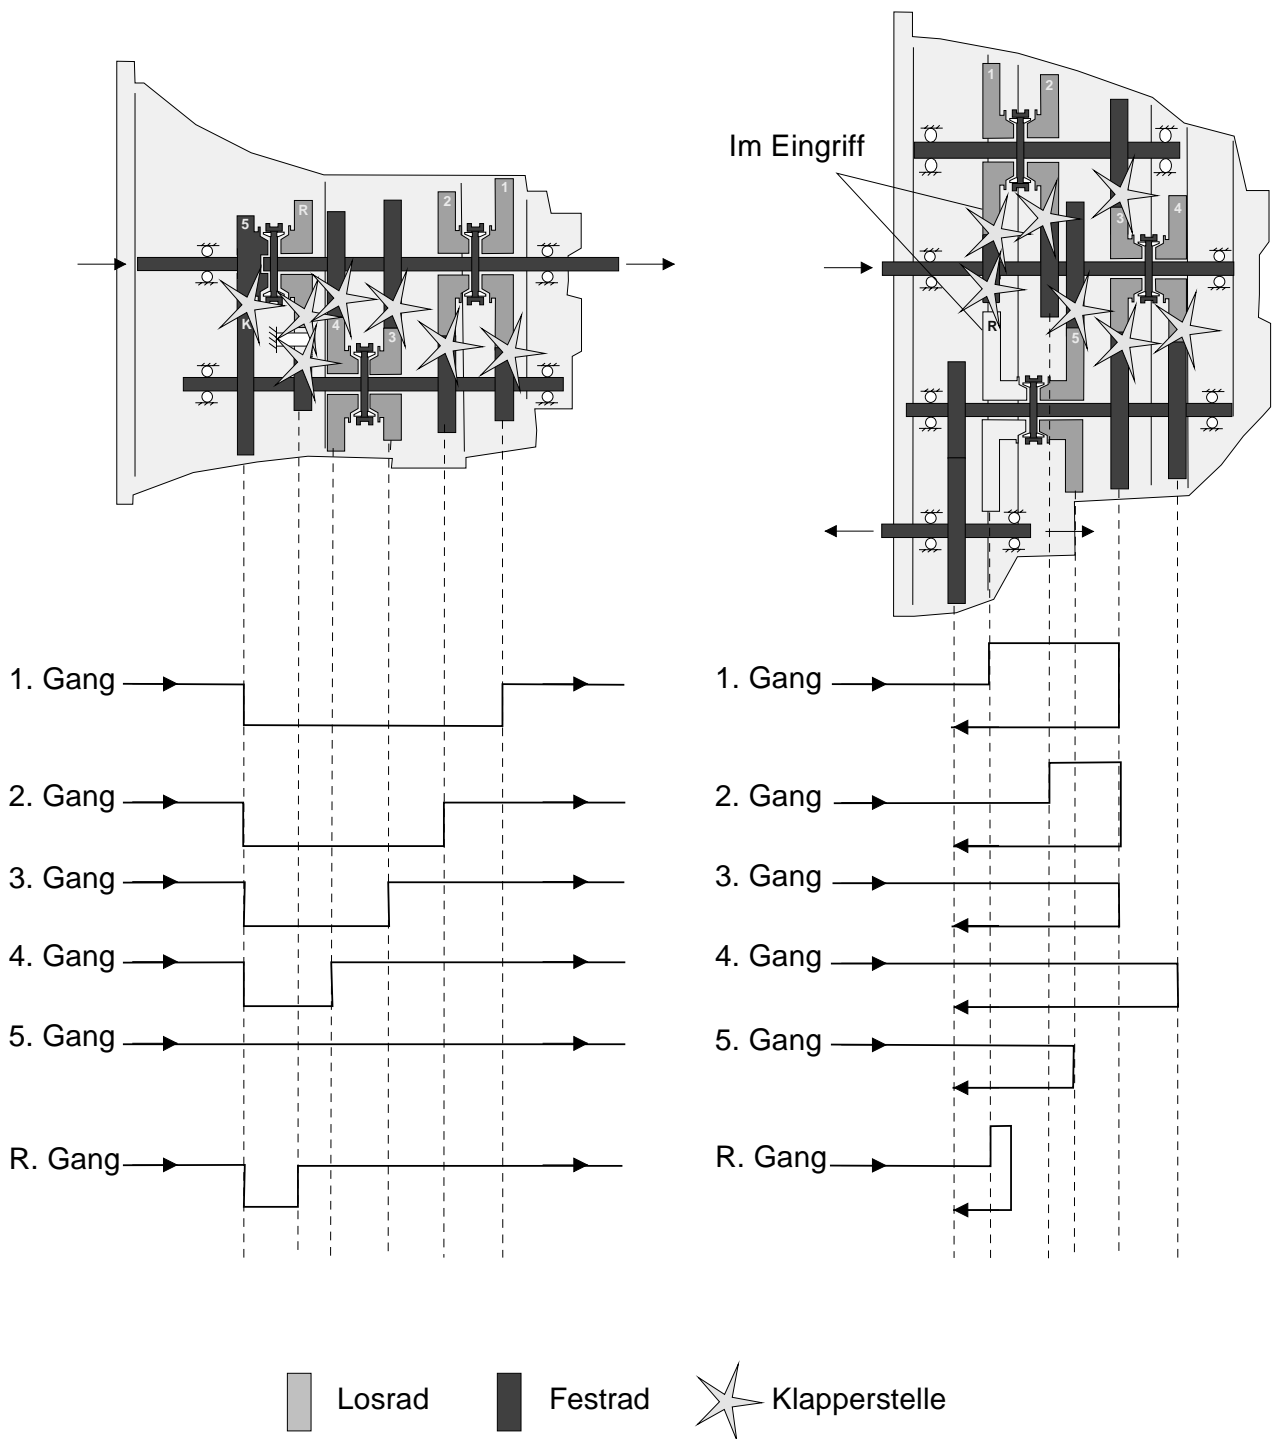 Im Eingriff
1
2
3
4
R
5
5
R
K
4
3
2
1
1. Gang
2. Gang
3. Gang
4. Gang
5. Gang
R. Gang
1. Gang
2. Gang
3. Gang
4. Gang
5. Gang
R. Gang
Losrad
Festrad
Klapperstelle